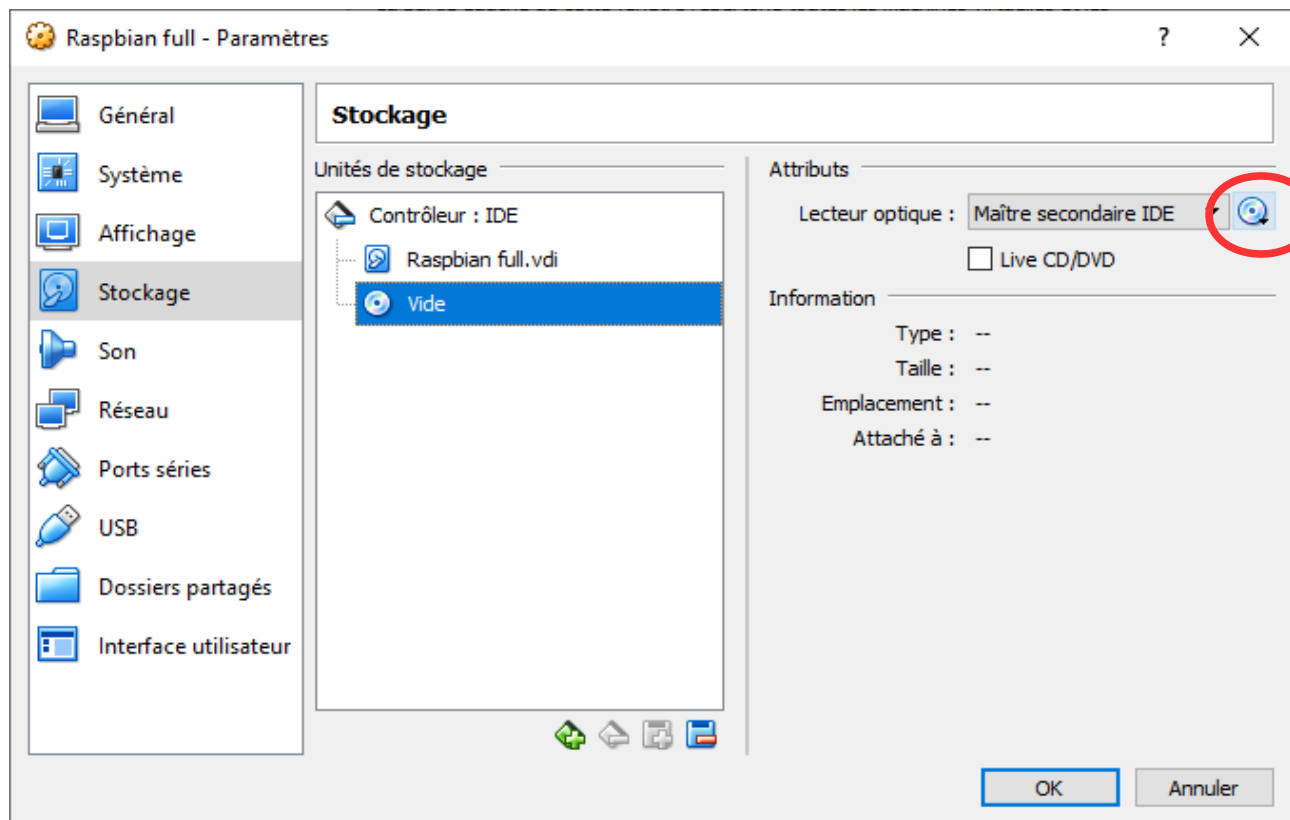 Raspbian full - Paramètres
?
Général
Système
Affichage
Stockage
Son
Réseau
Ports séries
USB
Dossiers partagés
Interface utilisateur
Stockage
Unités de stockage
Contrôleur : IDE
Raspbian full.vdi
Vide
Attributs
Lecteur optique : Maître secondaire IDE
Live CD/DVD
Information
Type : --
Taille : --
Emplacement : --
Attaché à : --
OK
Annuler